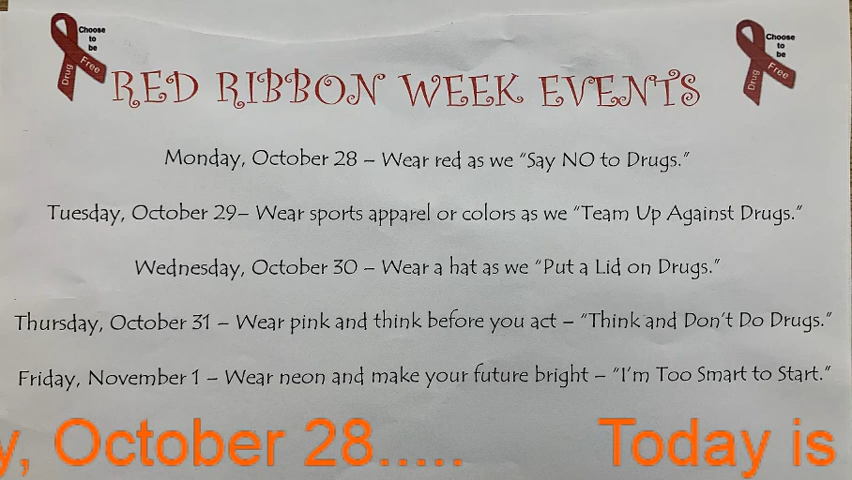 Choose
to
be
Drug Free
Choose
to
be
Drug Free
RED RIBBON WEEK EVENTS
Monday, October 28 – Wear red as we “Say NO to Drugs.”
Tuesday, October 29– Wear sports apparel or colors as we “Team Up Against Drugs.”
Wednesday, October 30 – Wear a hat as we “Put a Lid on Drugs.”
Thursday, October 31 – Wear pink and think before you act – “Think and Don’t Do Drugs.”
Friday, November 1 – Wear neon and make your future bright – “I’m Too Smart to Start.”
y, October 28..... Today is